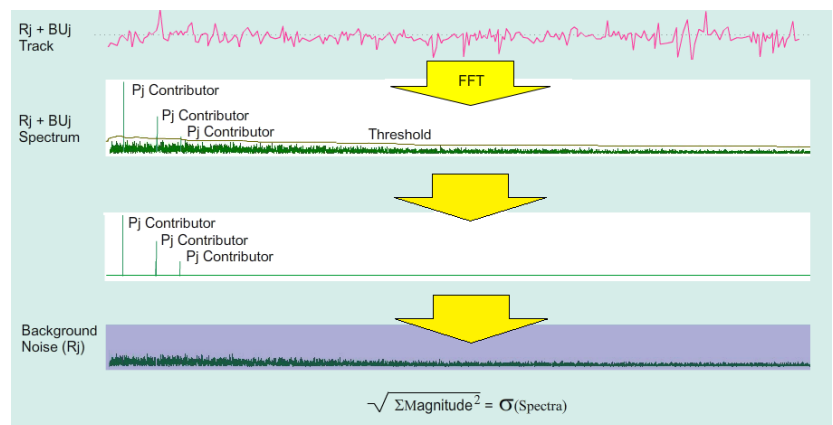 Rj + BUj
Track
FFT
Pj Contributor
Pj Contributor
Pj Contributor
Threshold
Rj + BUj
Spectrum
Pj Contributor
Pj Contributor
Pj Contributor
Background
Noise (Rj)
√ΣMagnitude² = σ(Spectra)